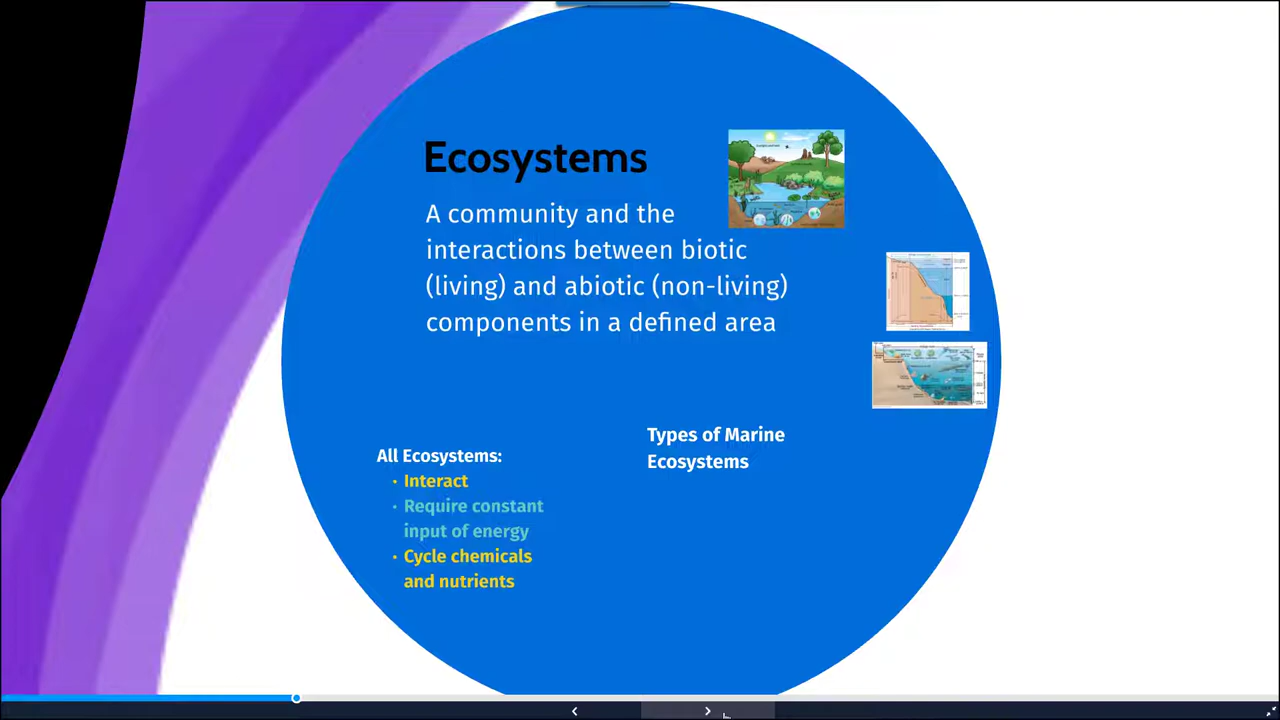 Ecosystems
A community and the
interactions between biotic
(living) and abiotic (non-living)
components in a defined area
All Ecosystems:
· Interact
· Require constant
input of energy
· Cycle chemicals
and nutrients
Types of Marine
Ecosystems